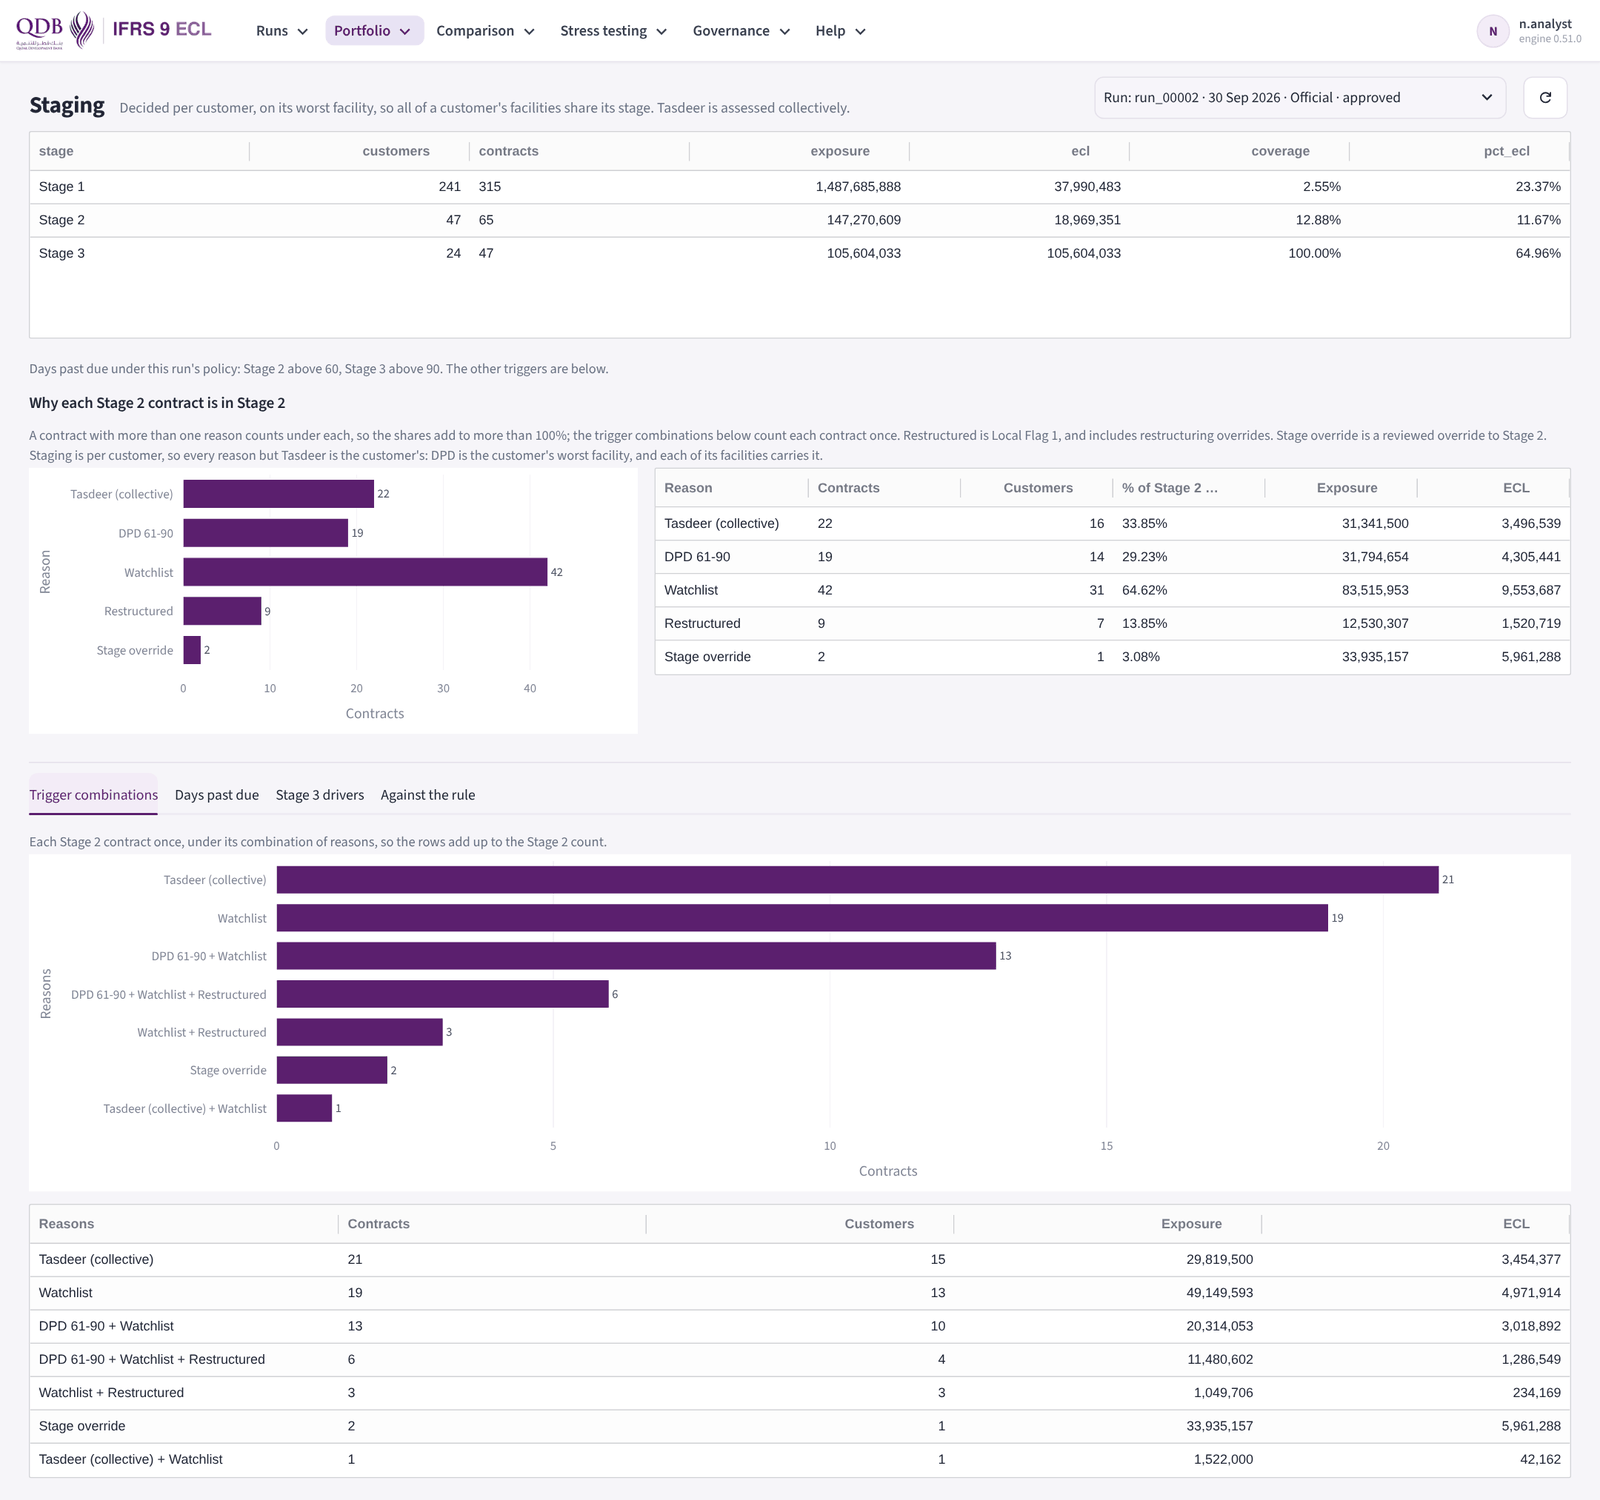 QDB
IFRS 9 ECL
Runs
Portfolio
Comparison
Stress testing
Governance
Help
N
n.analyst
engine 0.51.0
Staging
Decided per customer, on its worst facility, so all of a customer's facilities share its stage. Tasdeer is assessed collectively.
Run: run_00002 · 30 Sep 2026 · Official · approved
stage customers contracts exposure ecl coverage pct_ecl
Stage 1 241 315 1,487,685,888 37,990,483 2.55% 23.37%
Stage 2 47 65 147,270,609 18,969,351 12.88% 11.67%
Stage 3 24 47 105,604,033 105,604,033 100.00% 64.96%
Days past due under this run's policy: Stage 2 above 60, Stage 3 above 90. The other triggers are below.
Why each Stage 2 contract is in Stage 2
A contract with more than one reason counts under each, so the shares add to more than 100%; the trigger combinations below count each contract once. Restructured is Local Flag 1, and includes restructuring overrides. Stage override is a reviewed override to Stage 2.
Staging is per customer, so every reason but Tasdeer is the customer's: DPD is the customer's worst facility, and each of its facilities carries it.
Reason
Tasdeer (collective) 22
DPD 61-90 19
Watchlist 42
Restructured 9
Stage override 2
0 10 20 30 40
Contracts
Reason Contracts Customers % of Stage 2 ... Exposure ECL
Tasdeer (collective) 22 16 33.85% 31,341,500 3,496,539
DPD 61-90 19 14 29.23% 31,794,654 4,305,441
Watchlist 42 31 64.62% 83,515,953 9,553,687
Restructured 9 7 13.85% 12,530,307 1,520,719
Stage override 2 1 3.08% 33,935,157 5,961,288
Trigger combinations
Days past due
Stage 3 drivers
Against the rule
Each Stage 2 contract once, under its combination of reasons, so the rows add up to the Stage 2 count.
Reasons
Tasdeer (collective) 21
Watchlist 19
DPD 61-90 + Watchlist 13
DPD 61-90 + Watchlist + Restructured 6
Watchlist + Restructured 3
Stage override 2
Tasdeer (collective) + Watchlist 1
0 5 10 15 20
Contracts
Reasons Contracts Customers Exposure ECL
Tasdeer (collective) 21 15 29,819,500 3,454,377
Watchlist 19 13 49,149,593 4,971,914
DPD 61-90 + Watchlist 13 10 20,314,053 3,018,892
DPD 61-90 + Watchlist + Restructured 6 4 11,480,602 1,286,549
Watchlist + Restructured 3 3 1,049,706 234,169
Stage override 2 1 33,935,157 5,961,288
Tasdeer (collective) + Watchlist 1 1 1,522,000 42,162